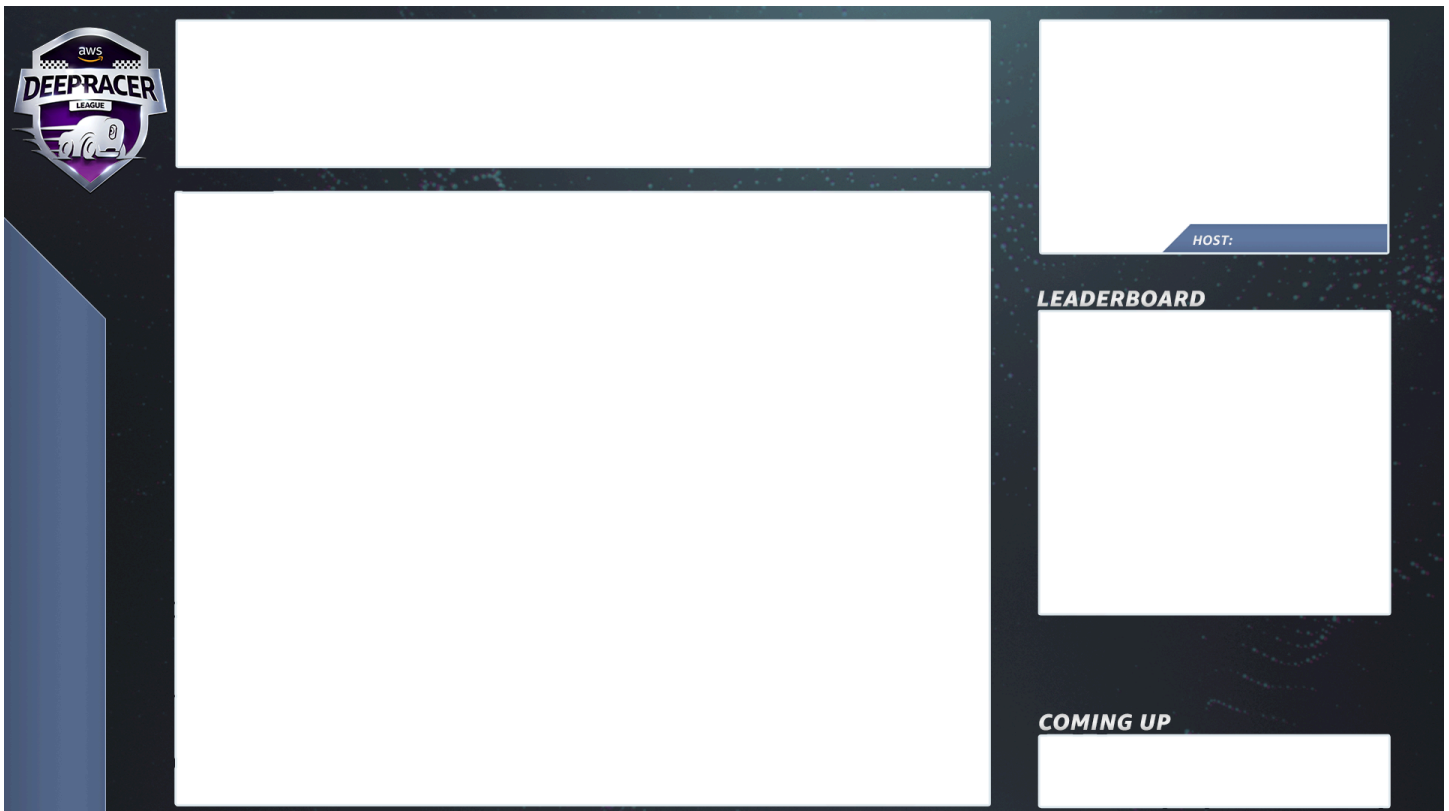 aws
DEEPRACER
LEAGUE
HOST:
LEADERBOARD
COMING UP